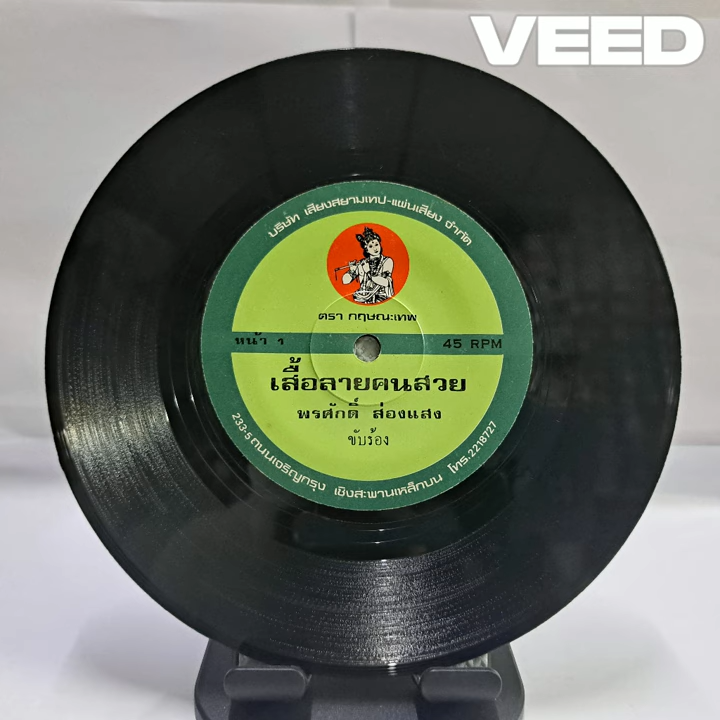 VEED
บริษัท เสียงสยามเทป-แผ่นเสียง จำกัด
ตรา กฤษณะเทพ
หน้า 1 45 RPM
เสื้อลายคนสวย
พรศักดิ์ ส่องแสง
ขับร้อง
233-5 ถนนเจริญกรุง เชิงสะพานเหล็กบน โทร.2218727